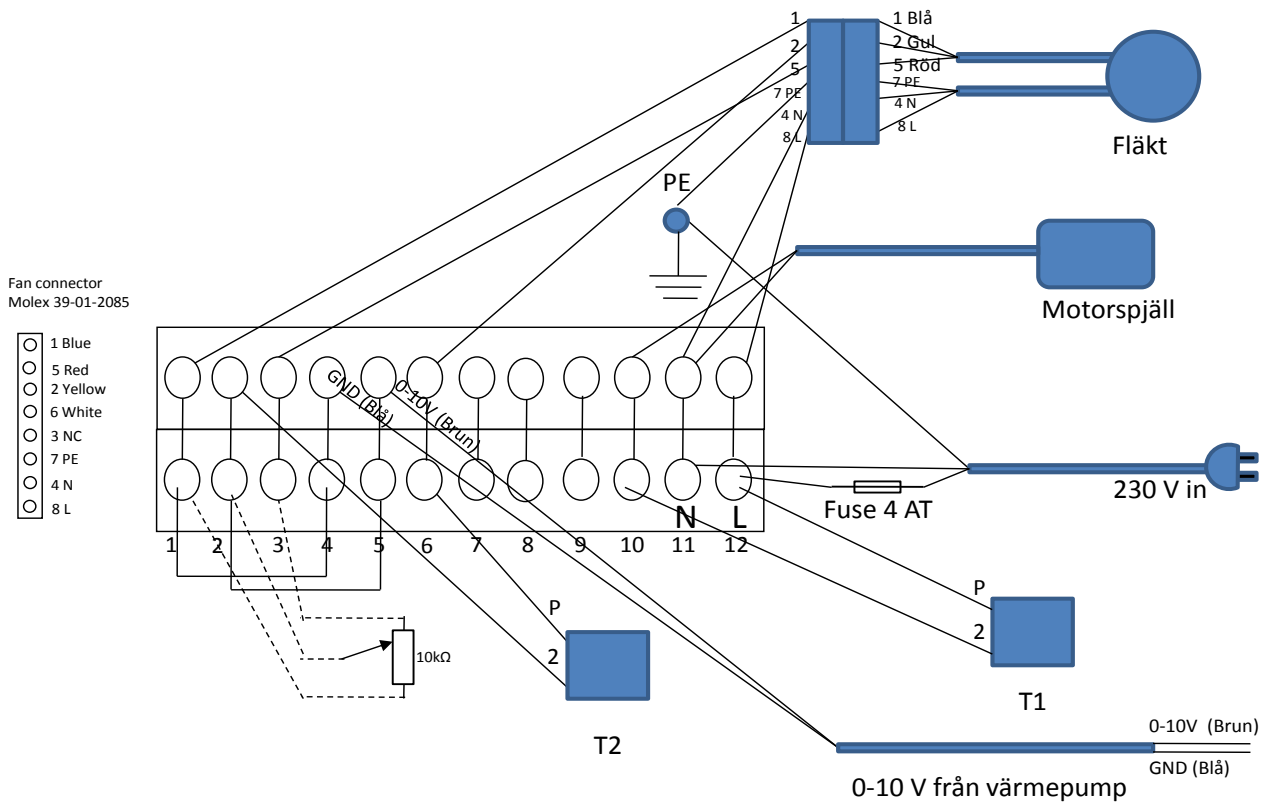 1
2
5
7 PE
4 N
8 L
1 Blå
2 Gul
5 Röd
7 PE
4 N
8 L
Fläkt
PE
Motorspjäll
Fan connector
Molex 39-01-2085
1 Blue
5 Red
2 Yellow
6 White
3 NC
7 PE
4 N
8 L
GND (Blå)
0-10V (Brun)
N
L
1
2
3
4
5
6
7
8
9
10
11
12
Fuse 4 AT
230 V in
10kΩ
P
2
T2
P
2
T1
0-10V (Brun)
GND (Blå)
0-10 V från värmepump